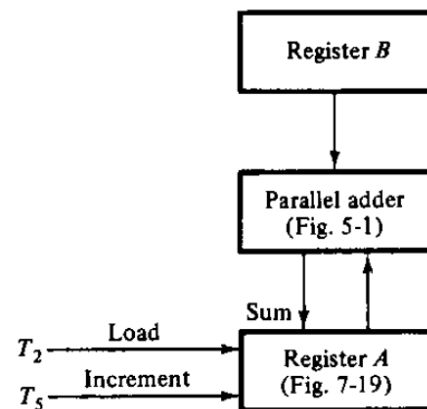 Register B
Parallel adder
(Fig. 5-1)
Sum
Load
T₂
Register A
Increment
(Fig. 7-19)
T₅